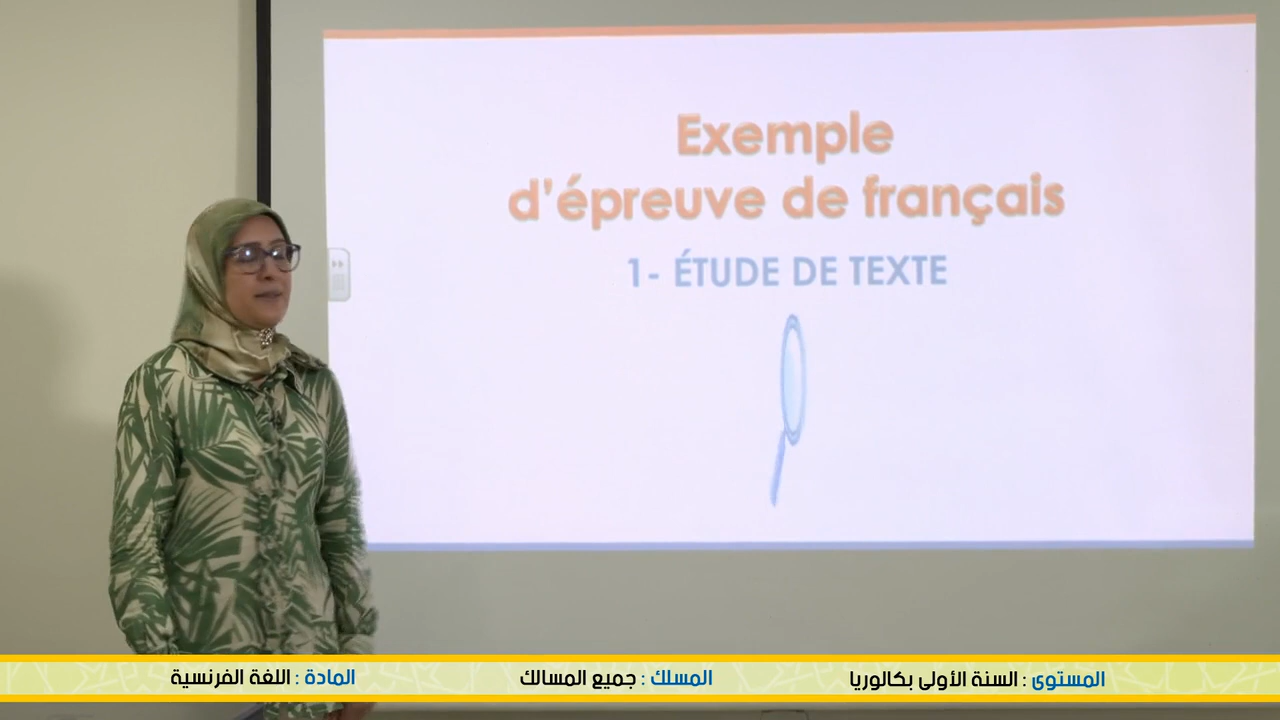 Exemple
d'épreuve de français
1- ÉTUDE DE TEXTE
المستوى : السنة الأولى بكالوريا
المسلك : جميع المسالك
المادة : اللغة الفرنسية